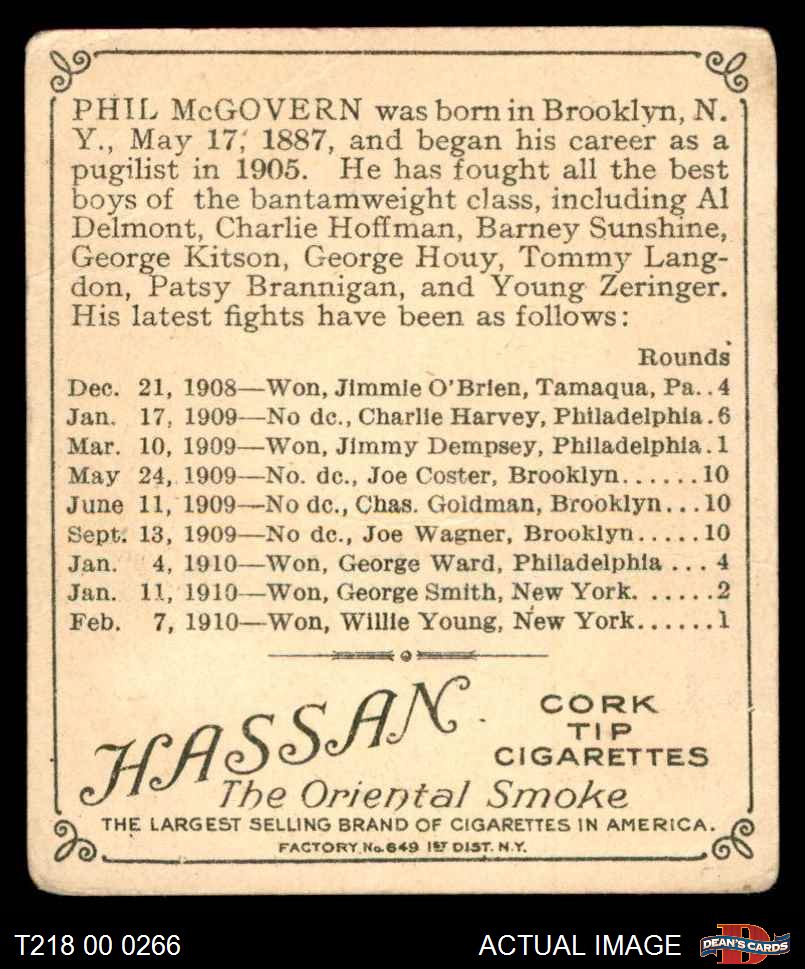 PHIL McGOVERN was born in Brooklyn, N.
Y., May 17, 1887, and began his career as a
pugilist in 1905. He has fought all the best
boys of the bantamweight class, including Al
Delmont, Charlie Hoffman, Barney Sunshine,
George Kitson, George Houy, Tommy Lang-
don, Patsy Brannigan, and Young Zeringer.
His latest fights have been as follows:
Rounds
Dec. 21, 1908—Won, Jimmie O'Brien, Tamaqua, Pa..4
Jan. 17, 1909—No dc., Charlie Harvey, Philadelphia.6
Mar. 10, 1909—Won, Jimmy Dempsey, Philadelphia.1
May 24, 1909—No. dc., Joe Coster, Brooklyn......10
June 11, 1909—No dc., Chas. Goldman, Brooklyn...10
Sept. 13, 1909—No dc., Joe Wagner, Brooklyn.....10
Jan. 4, 1910—Won, George Ward, Philadelphia ...4
Jan. 11, 1910—Won, George Smith, New York. .....2
Feb. 7, 1910—Won, Willie Young, New York......1
HASSAN
CORK
TIP
CIGARETTES
The Oriental Smoke
THE LARGEST SELLING BRAND OF CIGARETTES IN AMERICA.
FACTORY No. 649 1ST DIST. N.Y.
T218 00 0266
ACTUAL IMAGE
DEAN'S CARDS